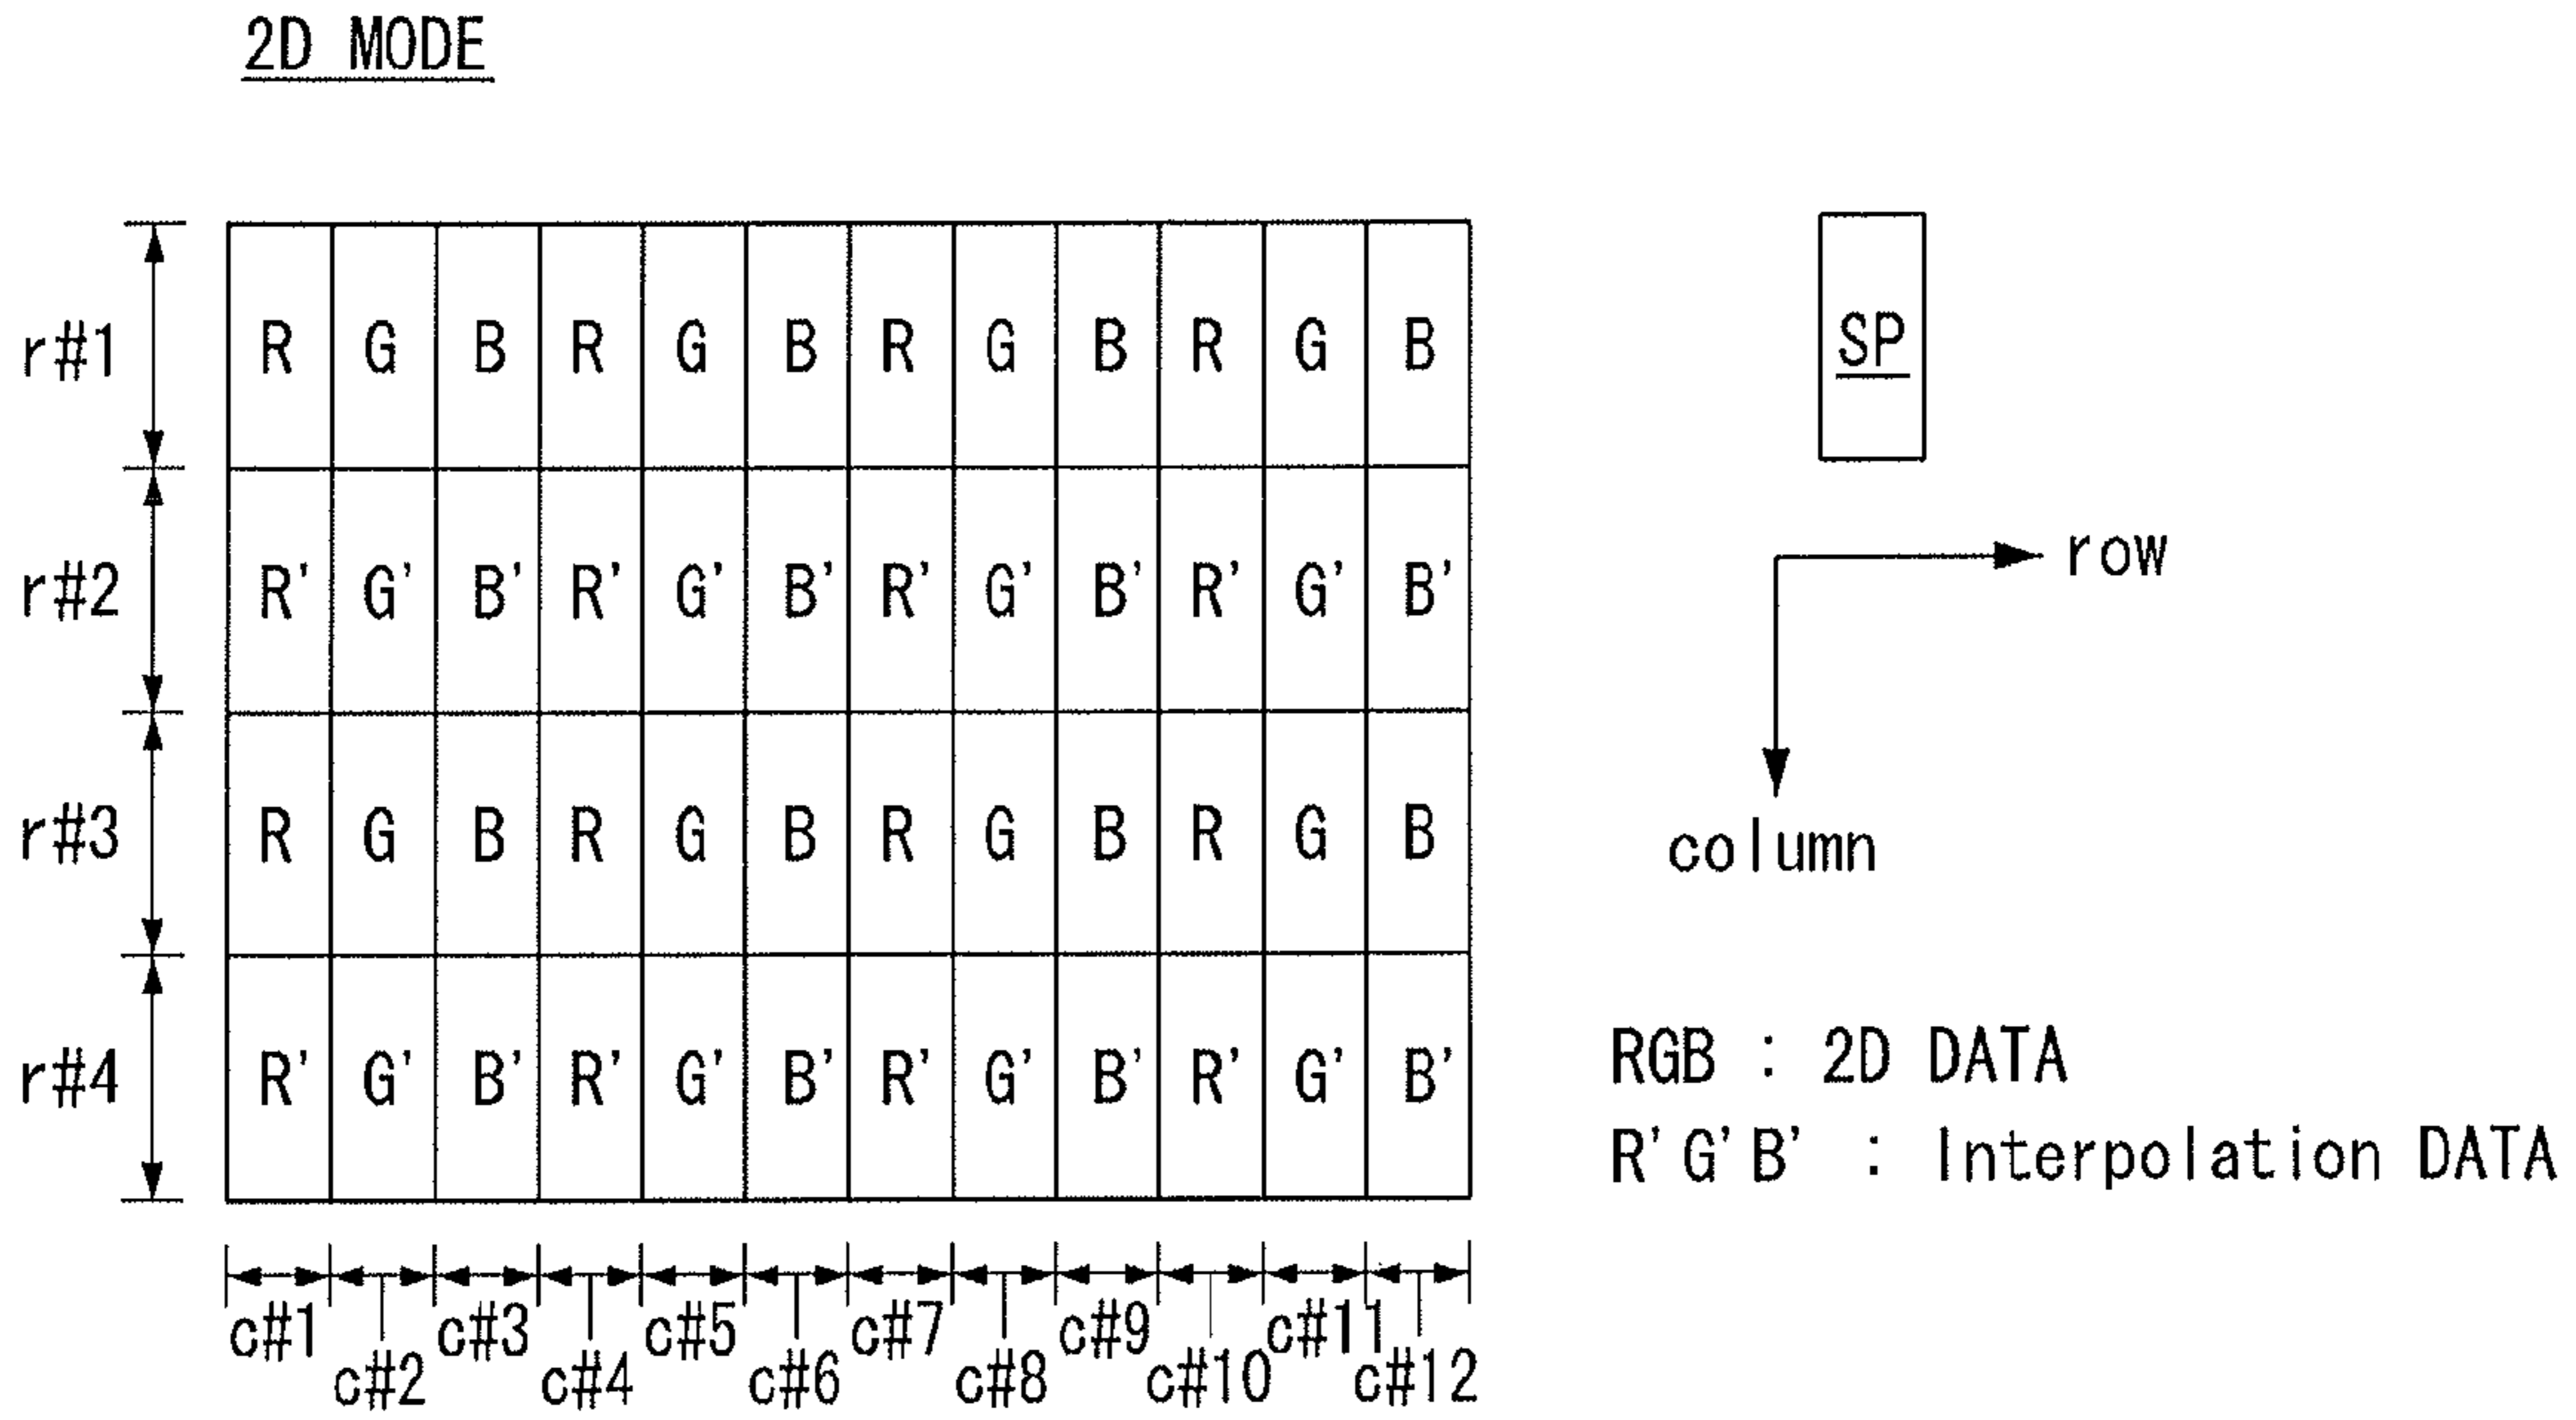 2D MODE
r#1 R G B R G B R G B R G B
SP
r#2 R' G' B' R' G' B' R' G' B' R' G' B'
row
r#3 R G B R G B R G B R G B
column
r#4 R' G' B' R' G' B' R' G' B' R' G' B'
RGB : 2D DATA
R'G'B' : Interpolation DATA
c#1 c#3 c#5 c#7 c#9 c#11
c#2 c#4 c#6 c#8 c#10 c#12